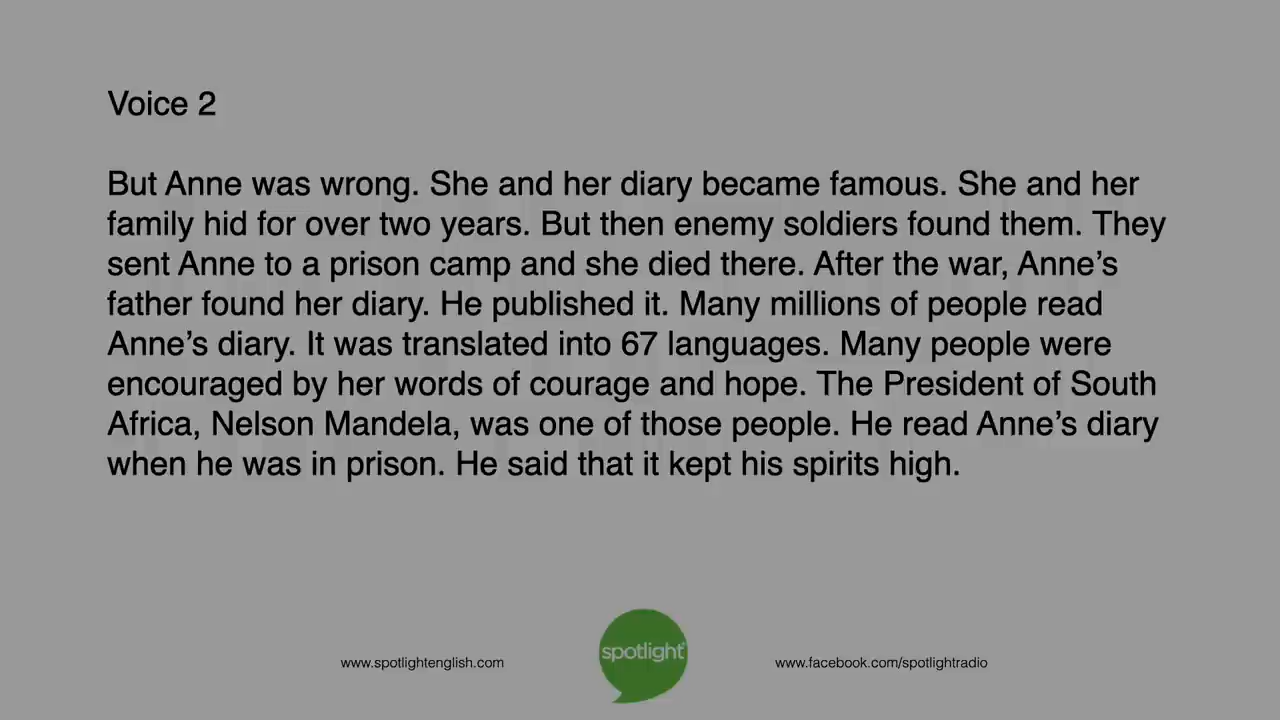 Voice 2
But Anne was wrong. She and her diary became famous. She and her
family hid for over two years. But then enemy soldiers found them. They
sent Anne to a prison camp and she died there. After the war, Anne’s
father found her diary. He published it. Many millions of people read
Anne’s diary. It was translated into 67 languages. Many people were
encouraged by her words of courage and hope. The President of South
Africa, Nelson Mandela, was one of those people. He read Anne’s diary
when he was in prison. He said that it kept his spirits high.
www.spotlightenglish.com
spotlight
www.facebook.com/spotlightradio